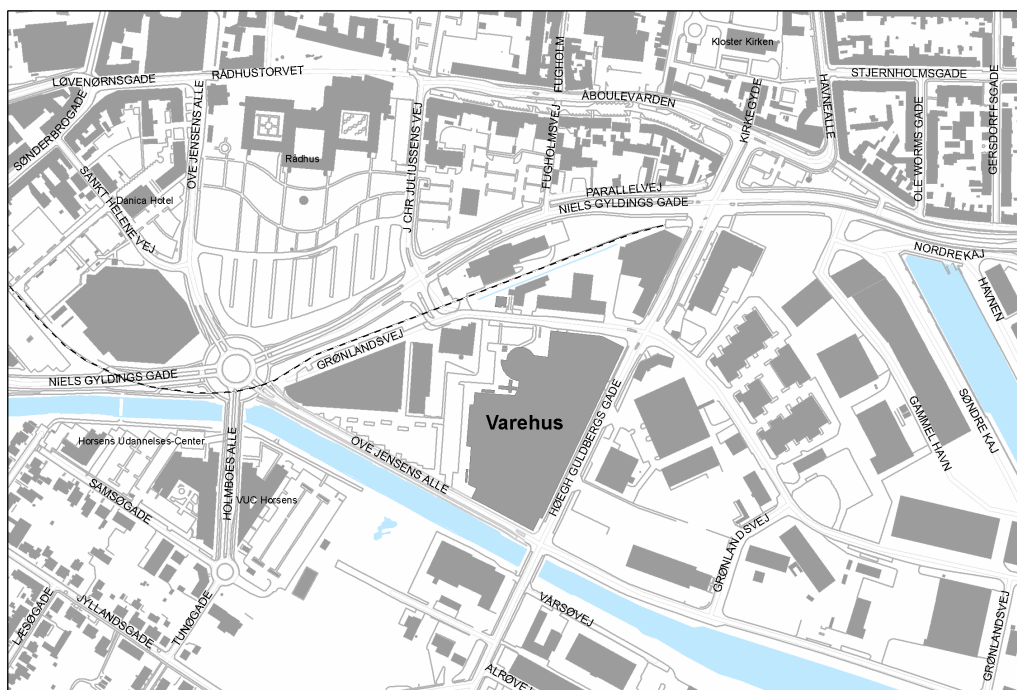 Kloster Kirken
LØVENØRNSGADE
RÅDHUSTORVET
FUGHOLM
STJERNHOLMSGADE
ÅBOULEVARDEN
HAVNEALLE
KIRKEGYDE
SØNDERBROGADE
OVE JENSENS ALLE
J CHR JULIUSSENS VEJ
FUGHOLMSVEJ
OLE WORMS GADE
GERSDORFFSGADE
Rådhus
SANKT HELENE VEJ
Danica Hotel
PARALLELVEJ
NIELS GYLDINGS GADE
NORDRE KAJ
HAVNEN
GRØNLANDSVEJ
NIELS GYLDINGS GADE
Varehus
HØEGH GULDBERGS GADE
GAMMEL HAVN
SØNDRE KAJ
Horsens Udannelses-Center
HOLMBOES ALLE
OVE JENSENS ALLE
SAMSØGADE
VUC Horsens
GRØNLANDSVEJ
LÆSØGADE
JYLLANDSGADE
TUNØGADE
VARSØVEJ
GRØNLANDSVEJ
ALRØVEJ